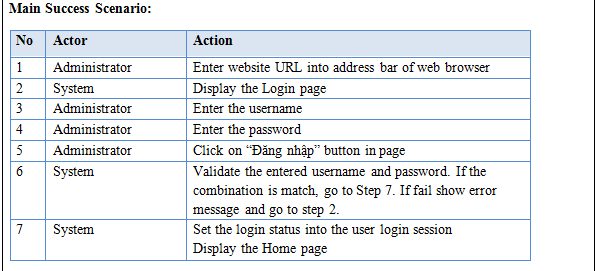 Main Success Scenario:
No Actor Action
1 Administrator Enter website URL into address bar of web browser
2 System Display the Login page
3 Administrator Enter the username
4 Administrator Enter the password
5 Administrator Click on “Đăng nhập” button in page
6 System Validate the entered username and password. If the
combination is match, go to Step 7. If fail show error
message and go to step 2.
7 System Set the login status into the user login session
Display the Home page